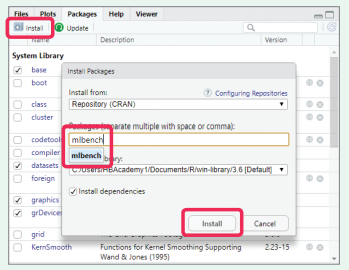 Files Plots Packages Help Viewer
Install Update
Name Description Version
System Library
base
boot
class
cluster
codetools
compiler
datasets
foreign
graphics
grDevices
grid
KernSmooth Functions for Kernel Smoothing Supporting 2.23-15
Wand & Jones (1995)
Install Packages
Install from: ? Configuring Repositories
Repository (CRAN)
Packages (separate multiple with space or comma):
mlbench
mlbench
brary:
C:/Users/HBAcademy1/Documents/R/win-library/3.6 [Default]
Install dependencies
Install Cancel